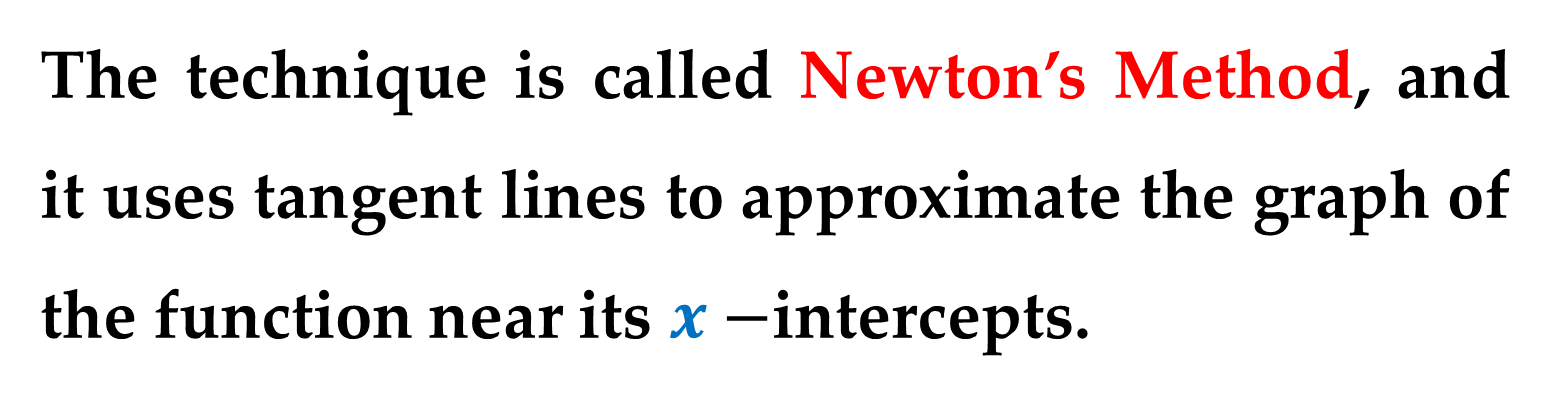 The technique is called Newton’s Method, and
it uses tangent lines to approximate the graph of
the function near its x −intercepts.